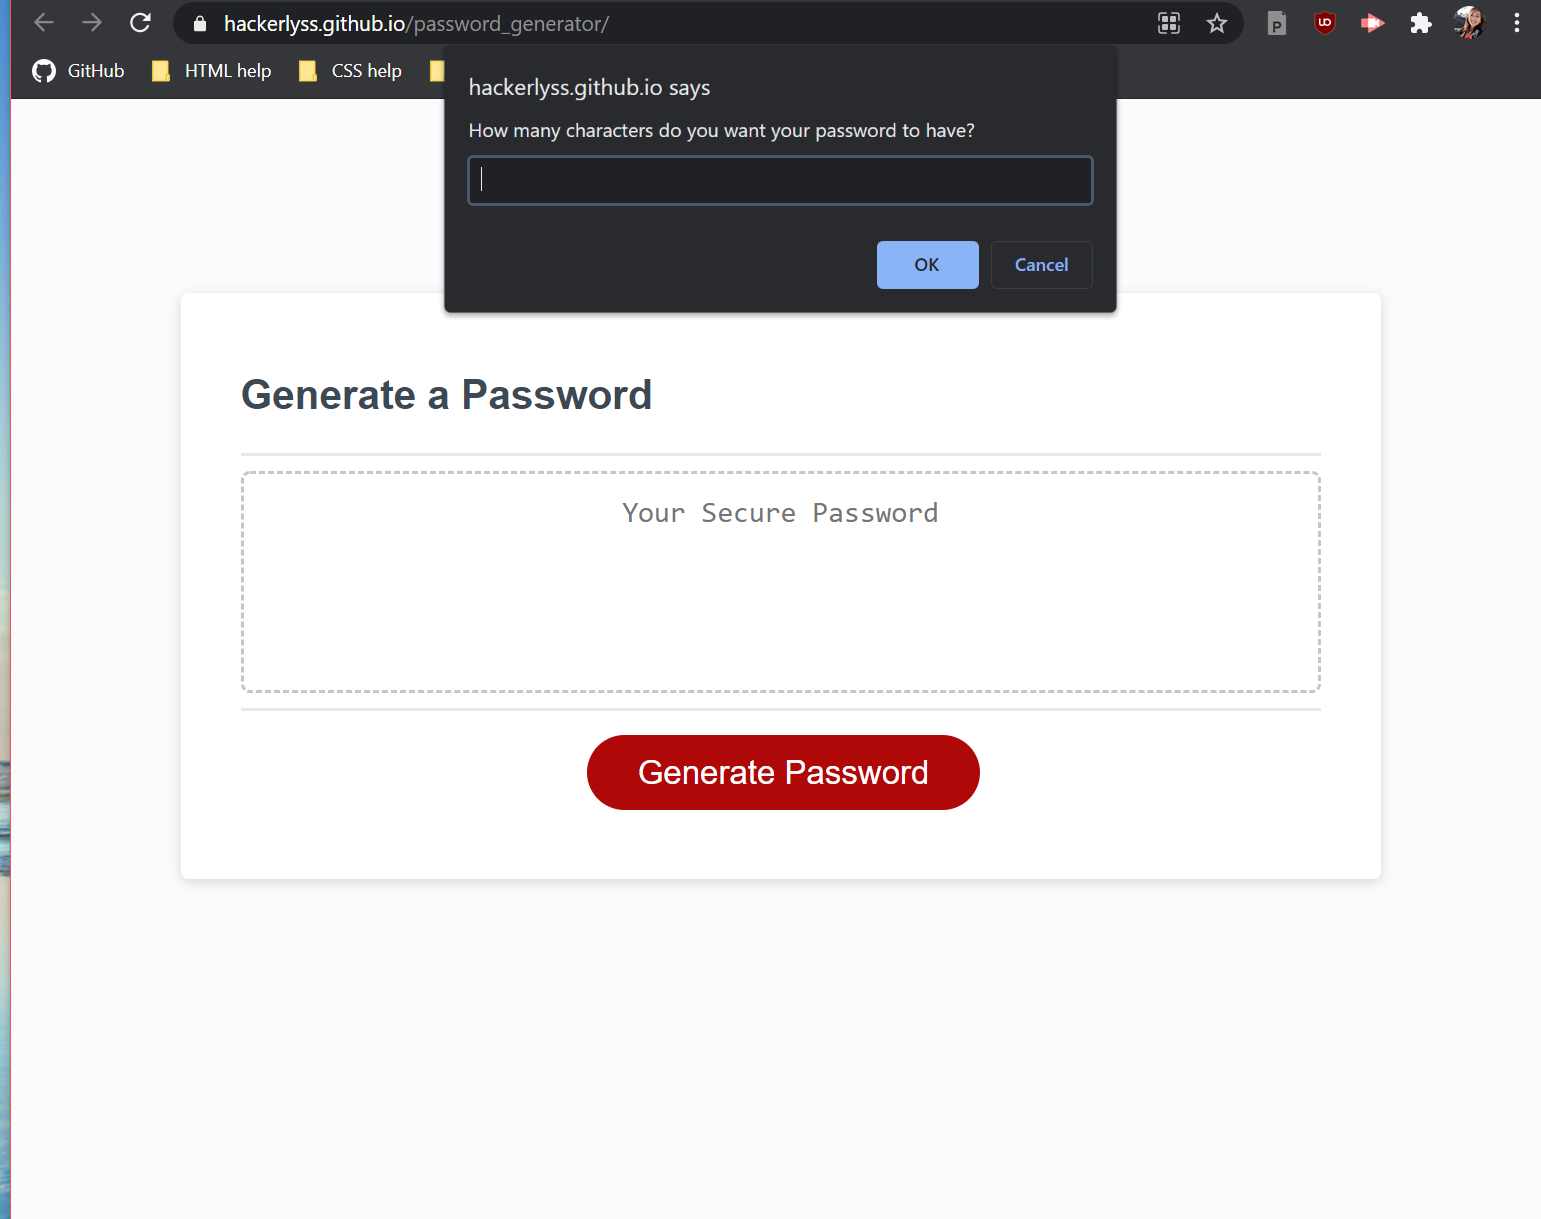 hackerlyss.github.io/password_generator/
GitHub HTML help CSS help
hackerlyss.github.io says
How many characters do you want your password to have?
OK Cancel
Generate a Password
Your Secure Password
Generate Password